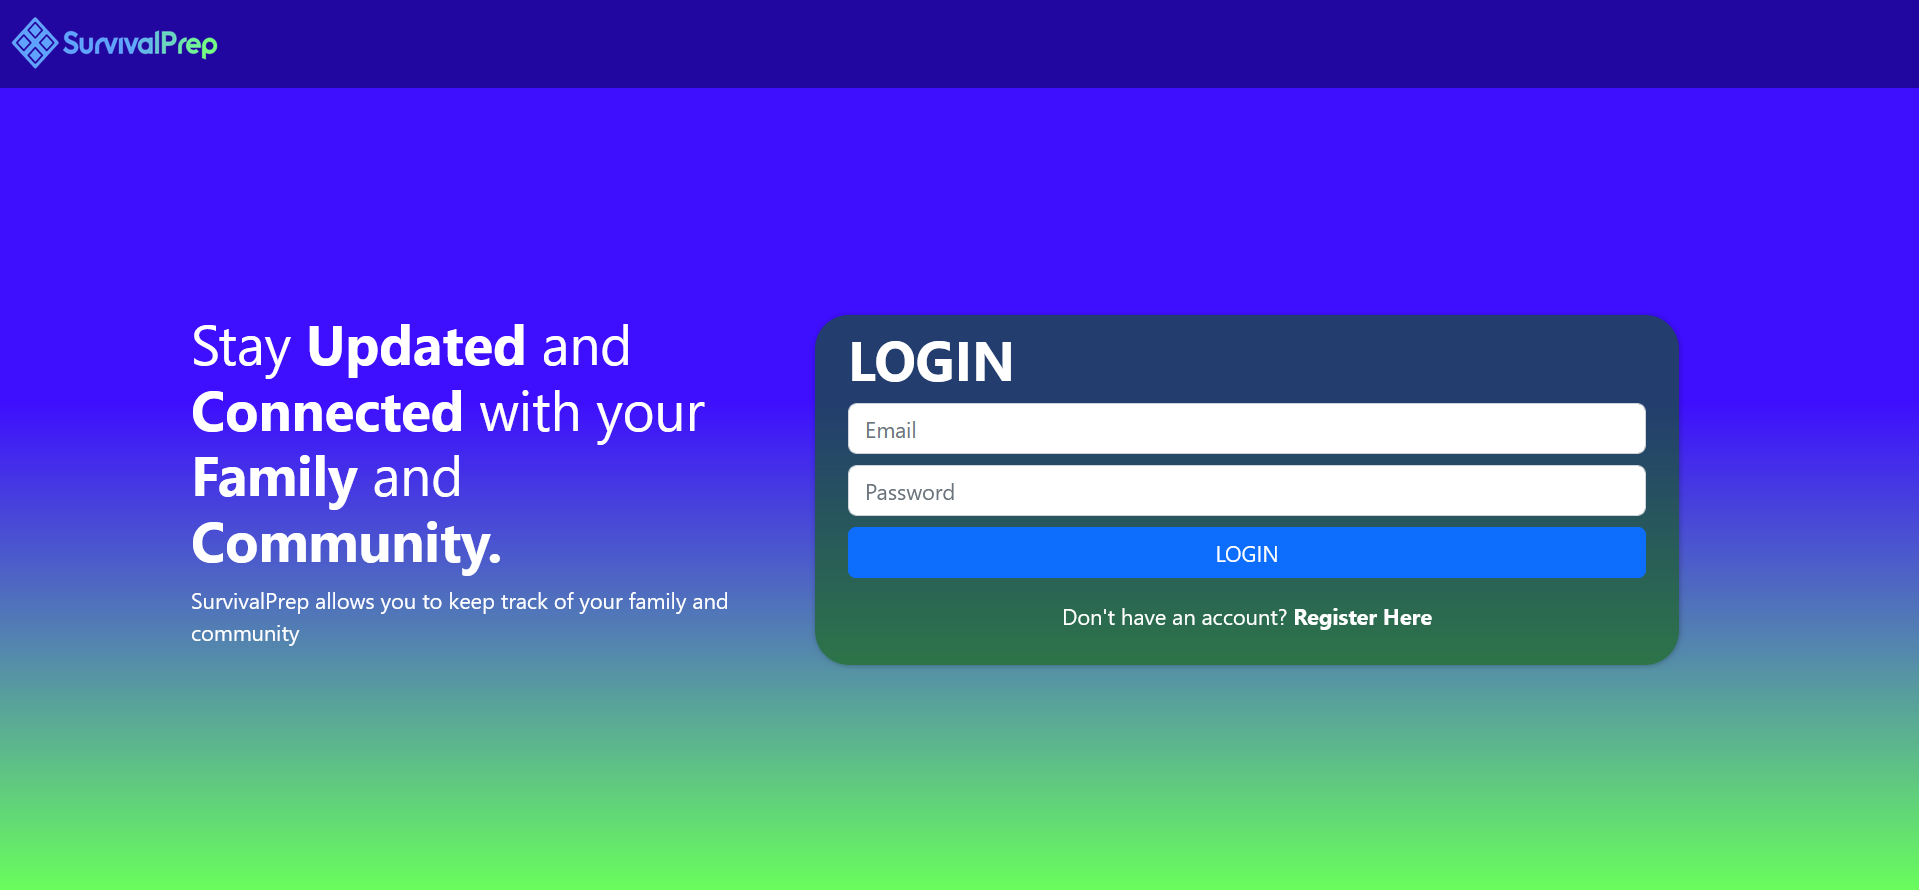 SurvivalPrep
Stay Updated and
Connected with your
Family and
Community.
SurvivalPrep allows you to keep track of your family and
community
LOGIN
Email
Password
LOGIN
Don't have an account? Register Here